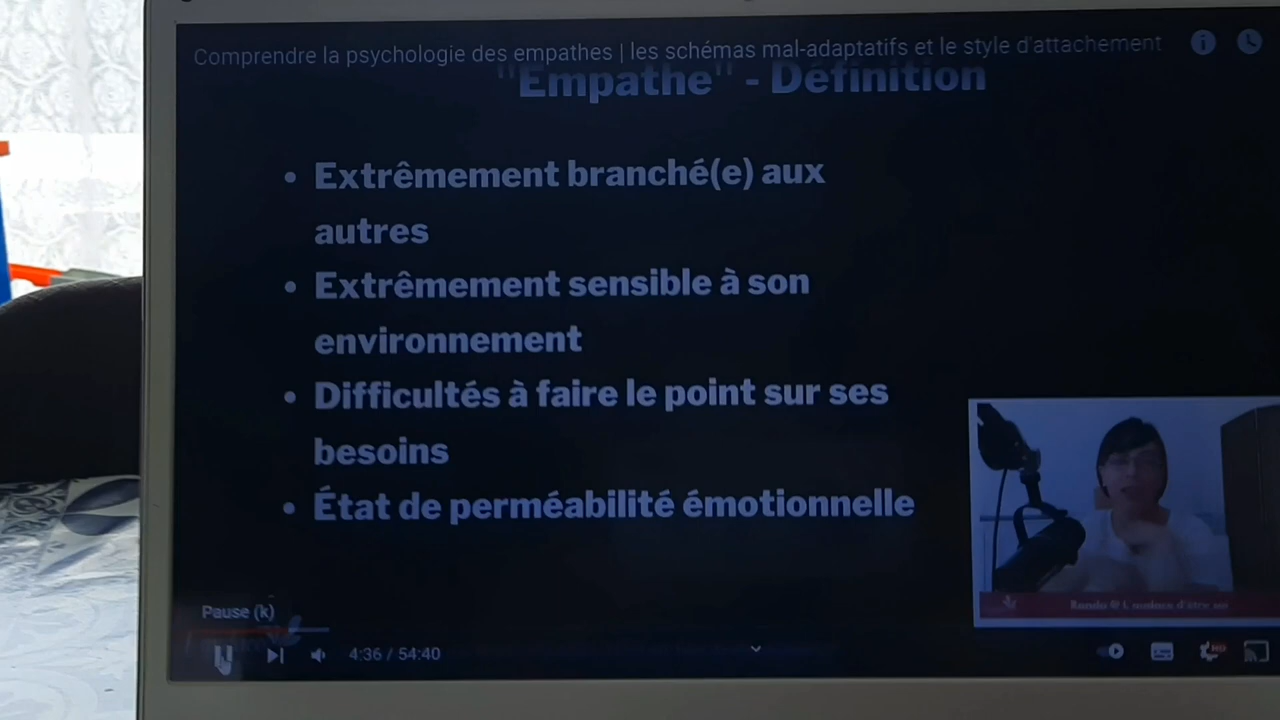 Comprendre la psychologie des empathes | les schémas mal-adaptatifs et le style d'attachement
"Empathe" - Définition
• Extrêmement branché(e) aux
autres
• Extrêmement sensible à son
environnement
• Difficultés à faire le point sur ses
besoins
• État de perméabilité émotionnelle
Pause (k)
4:36 / 54:40
HD